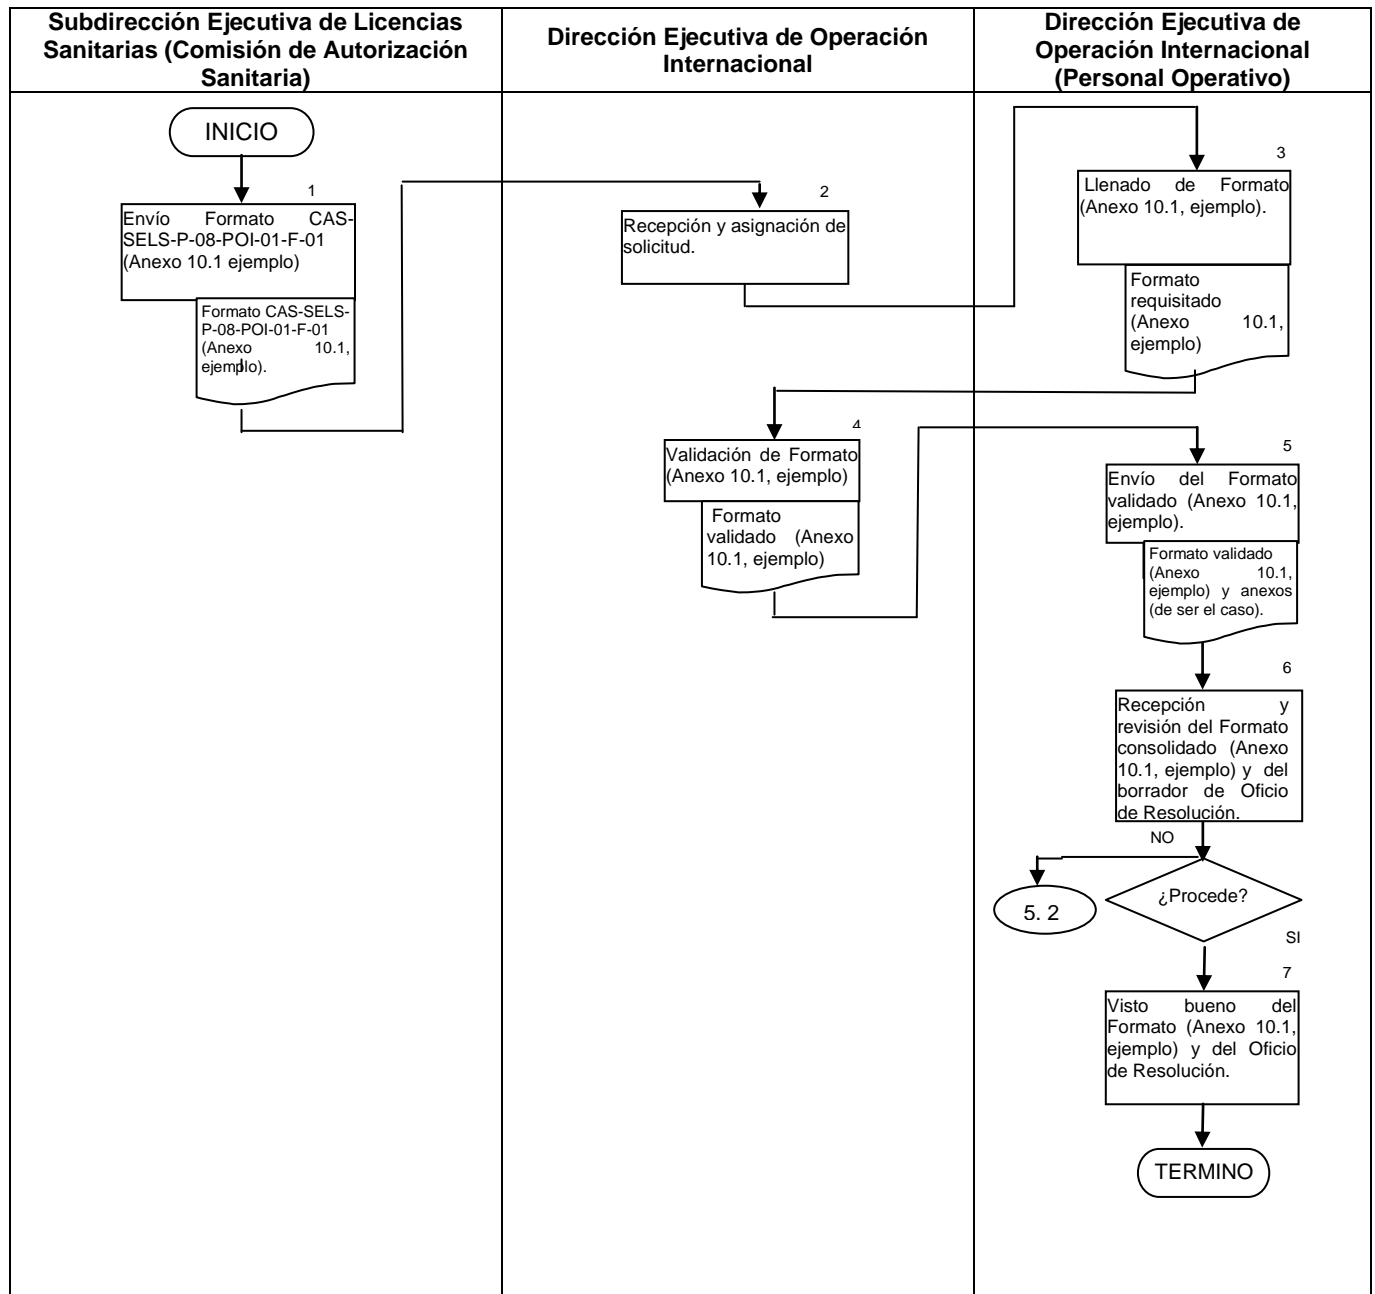 Subdirección Ejecutiva de Licencias
Sanitarias (Comisión de Autorización
Sanitaria)
Dirección Ejecutiva de Operación
Internacional
Dirección Ejecutiva de
Operación Internacional
(Personal Operativo)
INICIO
1
Envío Formato CAS-
SELS-P-08-POI-01-F-01
(Anexo 10.1 ejemplo)
Formato CAS-SELS-
P-08-POI-01-F-01
(Anexo 10.1,
ejemplo).
2
Recepción y asignación de
solicitud.
3
Llenado de Formato
(Anexo 10.1, ejemplo).
Formato
requisitado
(Anexo 10.1,
ejemplo)
4
Validación de Formato
(Anexo 10.1, ejemplo)
Formato
validado (Anexo
10.1, ejemplo)
5
Envío del Formato
validado (Anexo 10.1,
ejemplo).
Formato validado
(Anexo 10.1,
ejemplo) y anexos
(de ser el caso).
6
Recepción y
revisión del Formato
consolidado (Anexo
10.1, ejemplo) y del
borrador de Oficio
de Resolución.
NO
¿Procede?
5. 2
SI
7
Visto bueno del
Formato (Anexo 10.1,
ejemplo) y del Oficio
de Resolución.
TERMINO